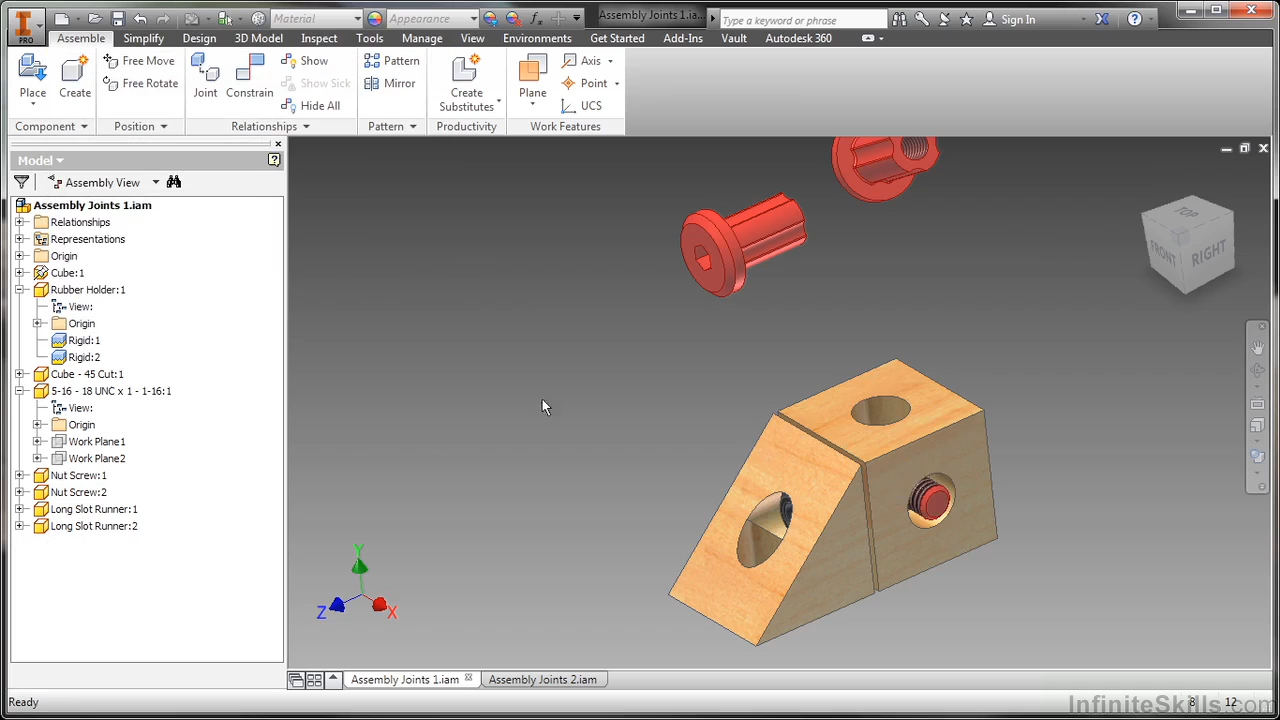 Material
Appearance
Assembly Joints 1.ia...
Type a keyword or phrase
Sign In
PRO
Assemble Simplify Design 3D Model Inspect Tools Manage View Environments Get Started Add-Ins Vault Autodesk 360
Place
Create
Free Move
Free Rotate
Joint
Constrain
Show
Show Sick
Hide All
Pattern
Mirror
Create
Substitutes
Plane
Axis
Point
UCS
Component Position Relationships Pattern Productivity Work Features
Model
Assembly View
Assembly Joints 1.iam
Relationships
Representations
Origin
Cube:1
Rubber Holder:1
View:
Origin
Rigid:1
Rigid:2
Cube - 45 Cut:1
5-16 - 18 UNC x 1 - 1-16:1
View:
Origin
Work Plane1
Work Plane2
Nut Screw:1
Nut Screw:2
Long Slot Runner:1
Long Slot Runner:2
TOP
FRONT
RIGHT
Y
Z
X
Assembly Joints 1.iam
Assembly Joints 2.iam
Ready
8 12
InfiniteSkills.com